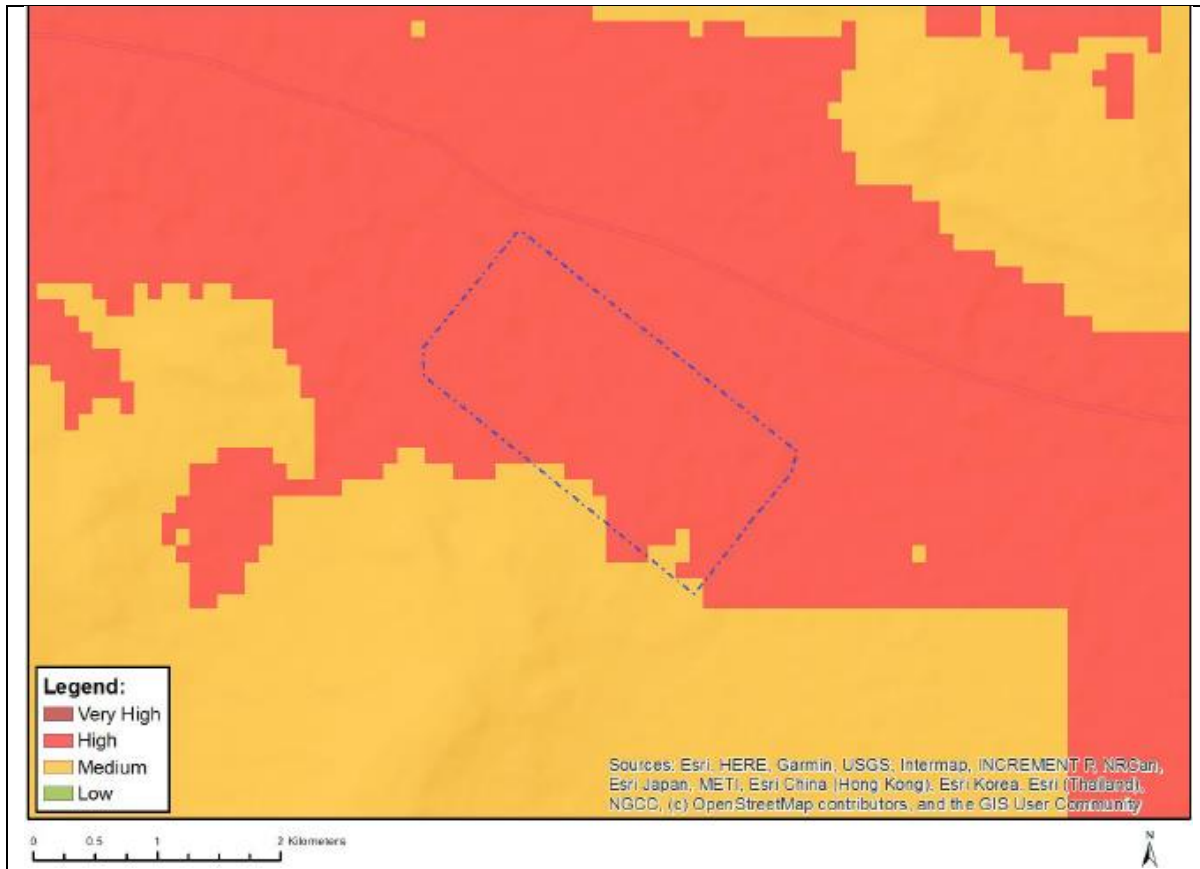 Legend:
Very High
High
Medium
Low
Sources: Esri, HERE, Garmin, USGS, Intermap, INCREMENT P, NRCan,
Esri Japan, METI, Esri China (Hong Kong), Esri Korea, Esri (Thailand),
NGCC, (c) OpenStreetMap contributors, and the GIS User Community
0 0.5 1 2 Kilometers
N